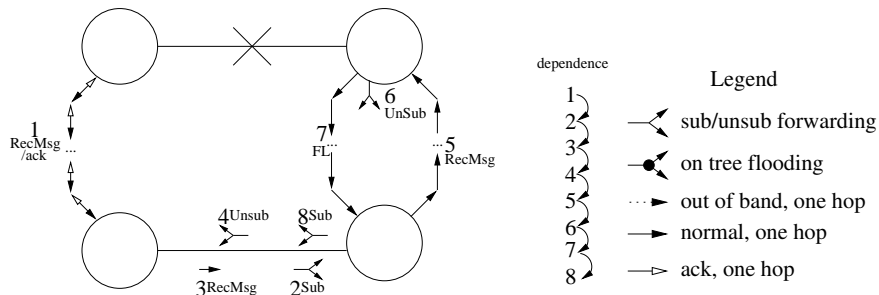 1
RecMsg
/ack
...
6
UnSub
7
FL
...
...
5
RecMsg
4 Unsub
8 Sub
3 RecMsg
2 Sub
dependence
1
2
3
4
5
6
7
8
Legend
sub/unsub forwarding
on tree flooding
out of band, one hop
normal, one hop
ack, one hop